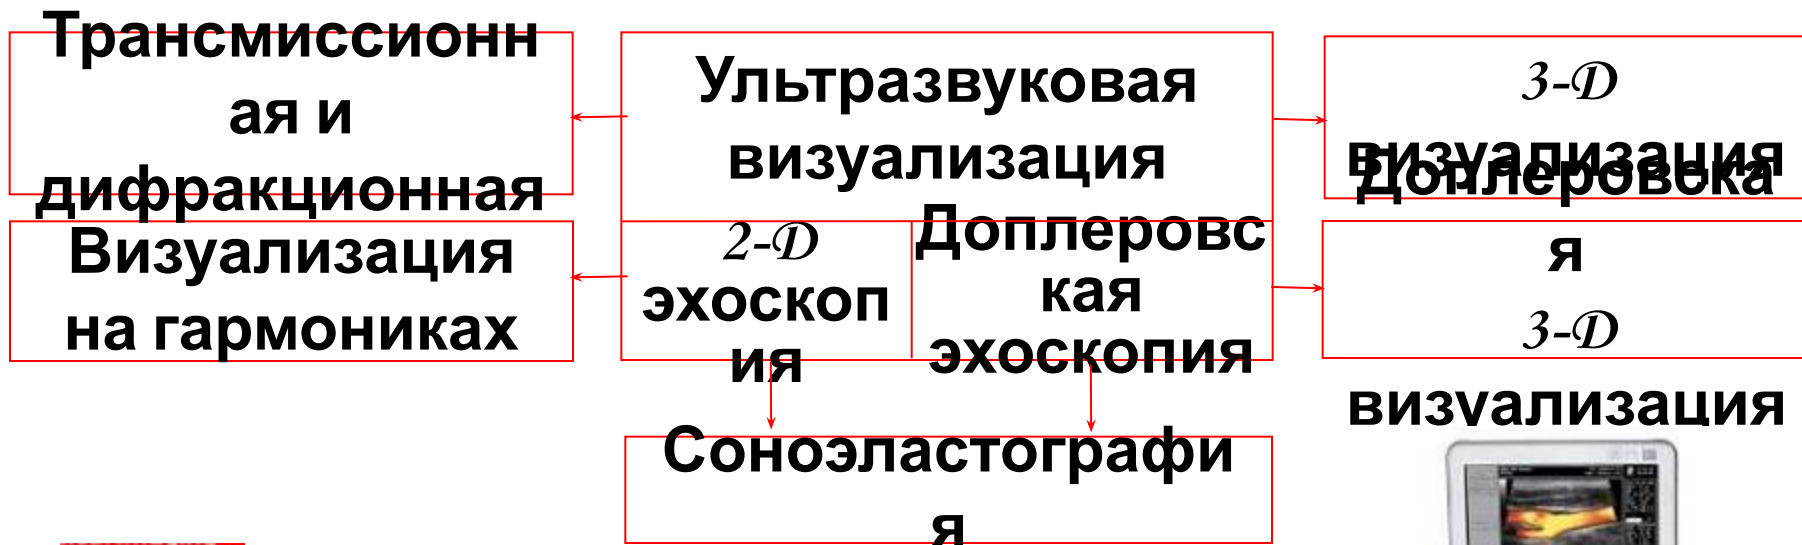 Трансмиссионн
ая и
дифракционная
Ультразвуковая
визуализация
3-D
визуализация
Визуализация
на гармониках
2-D
эхоскоп
ия
Доплеровс
кая
эхоскопия
Доплеровска
я
3-D
визуализация
Соноэластографи
я